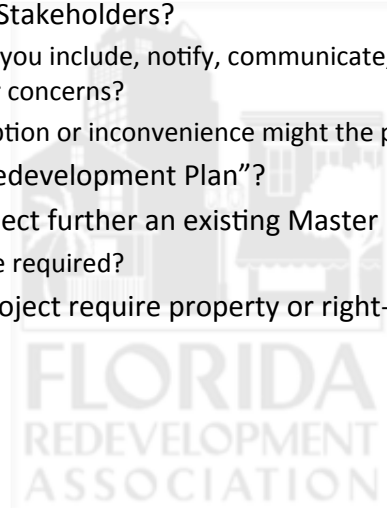 Stakeholders?
you include, notify, communicate,
concerns?
or inconvenience might the
edevelopment Plan”?
ect further an existing Master
required?
oject require property or right-
FLORIDA
REDEVELOPMENT
ASSOCIATION